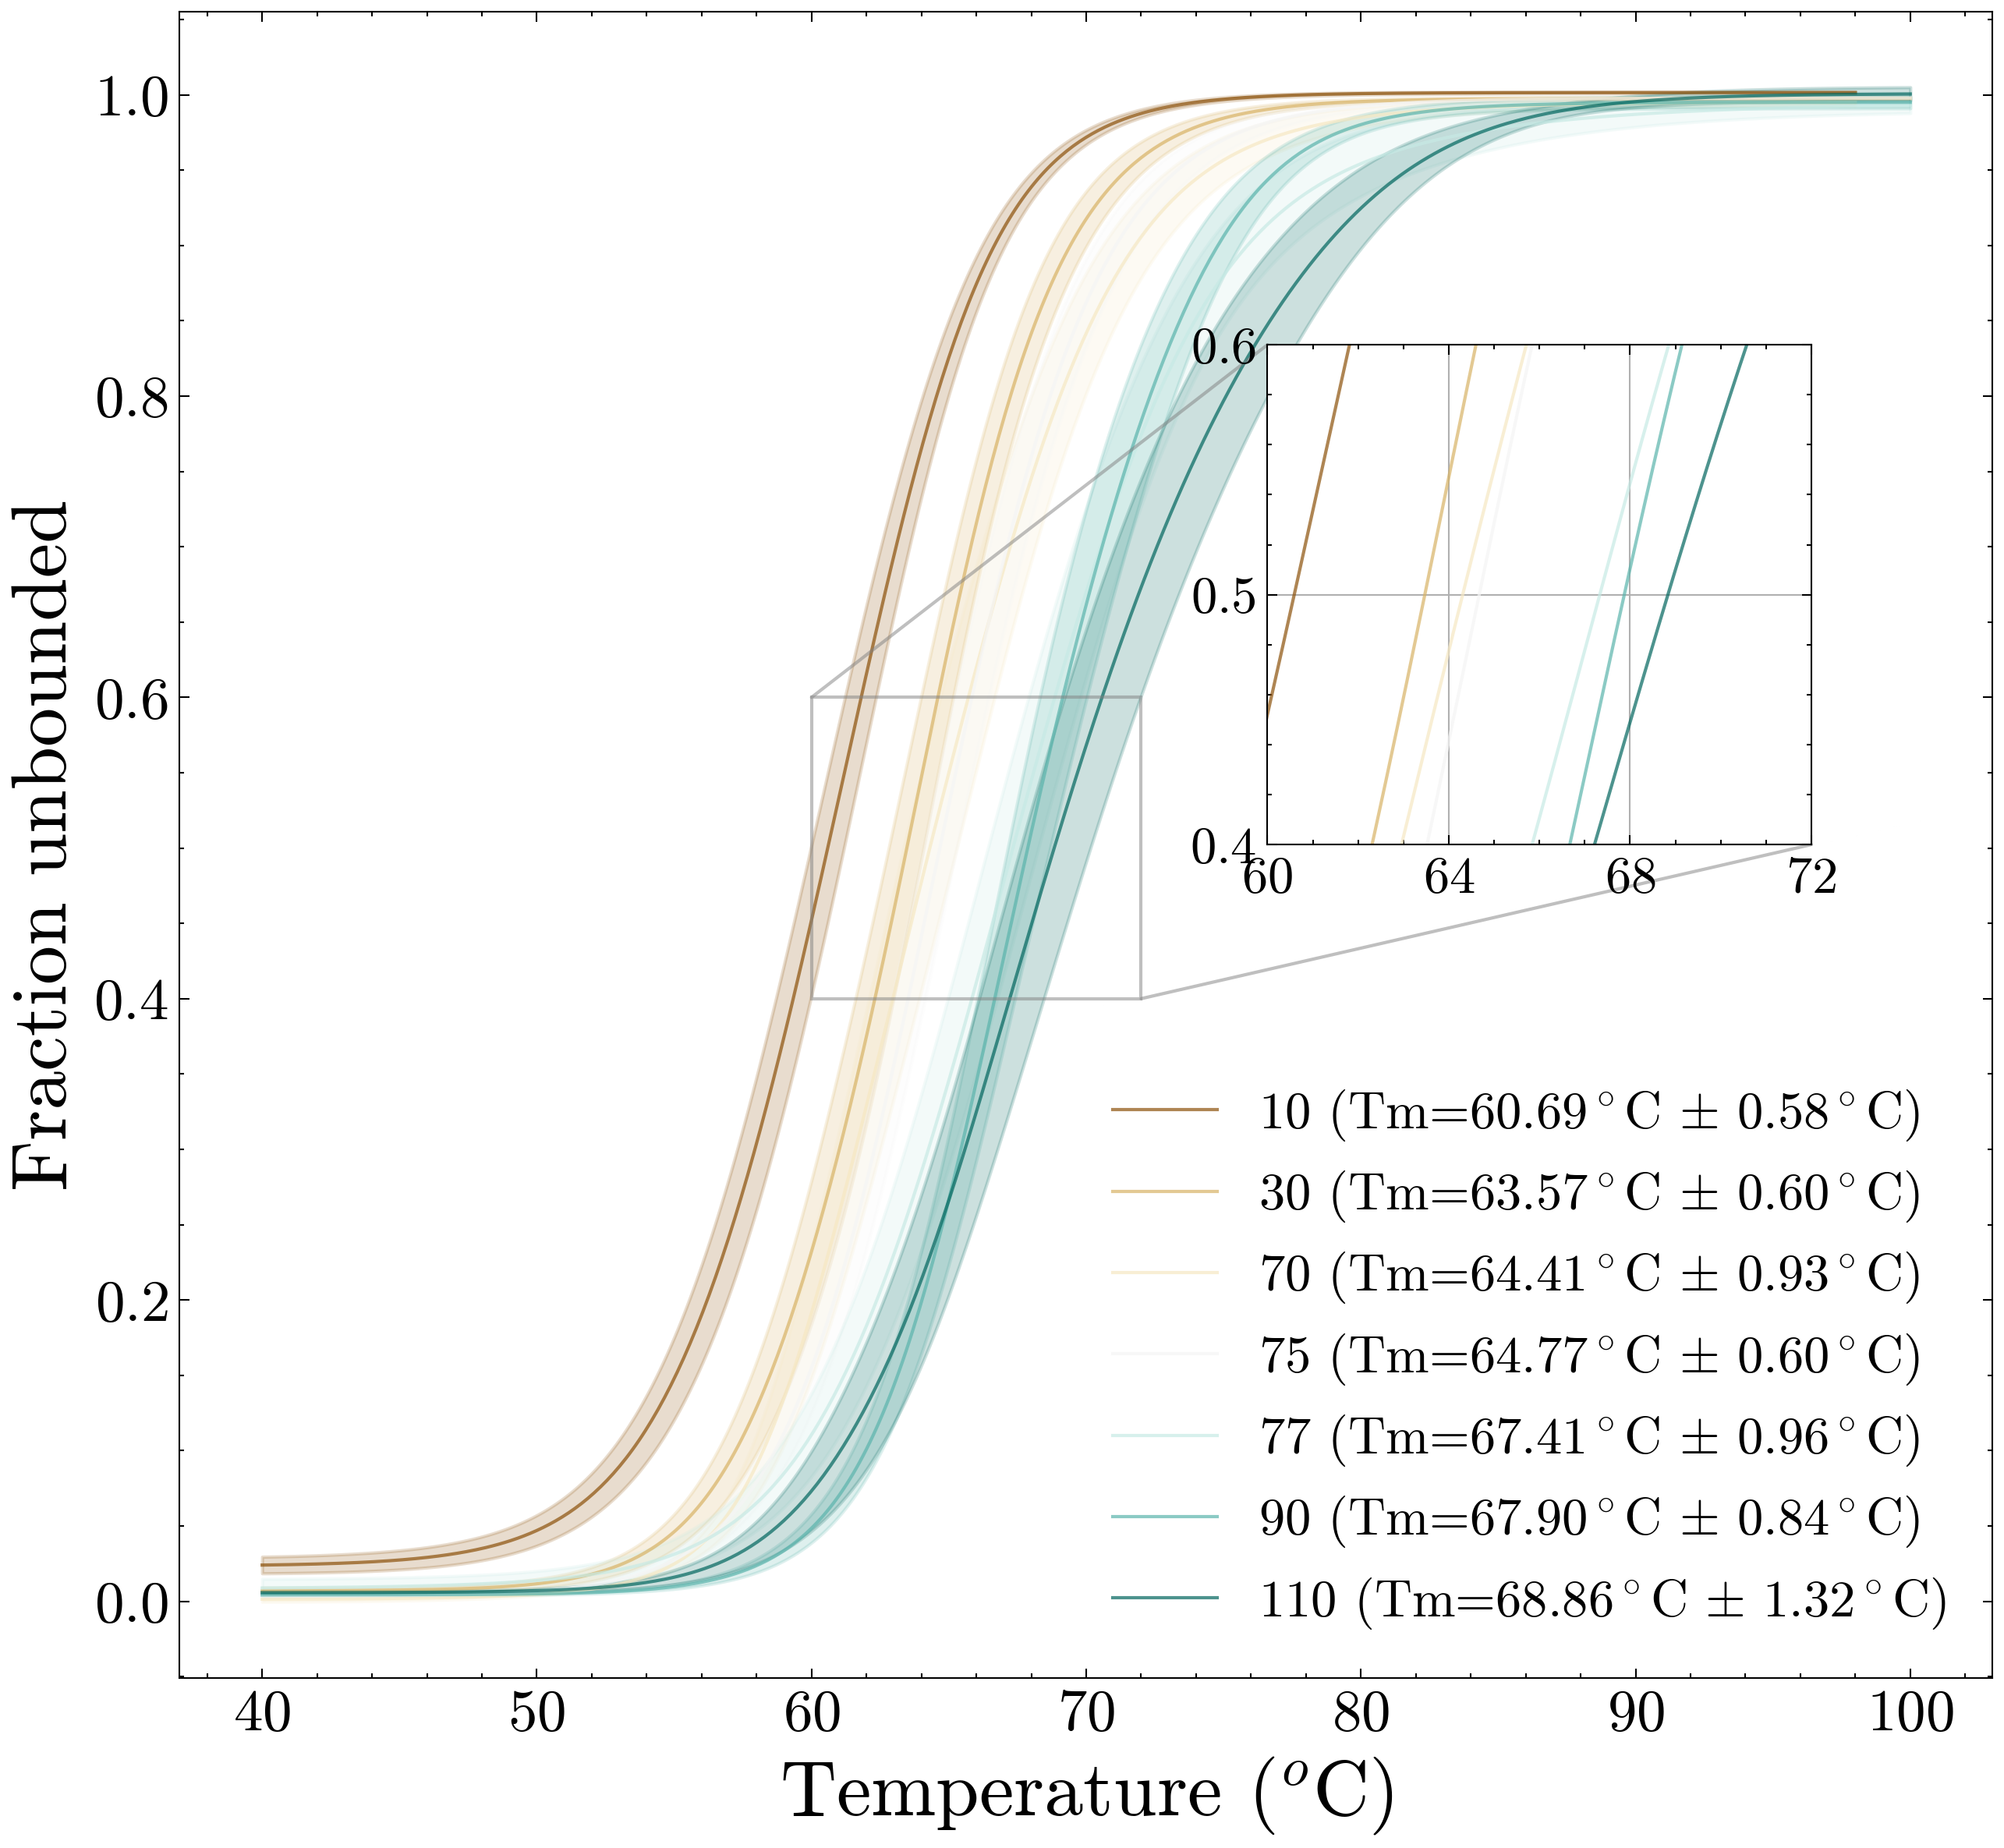 Fraction unbounded
1.0
0.8
0.6
0.4
0.2
0.0
0.6
0.5
0.4
60 64 68 72
10 (Tm=60.69°C ± 0.58°C)
30 (Tm=63.57°C ± 0.60°C)
70 (Tm=64.41°C ± 0.93°C)
75 (Tm=64.77°C ± 0.60°C)
77 (Tm=67.41°C ± 0.96°C)
90 (Tm=67.90°C ± 0.84°C)
110 (Tm=68.86°C ± 1.32°C)
40 50 60 70 80 90 100
Temperature (°C)